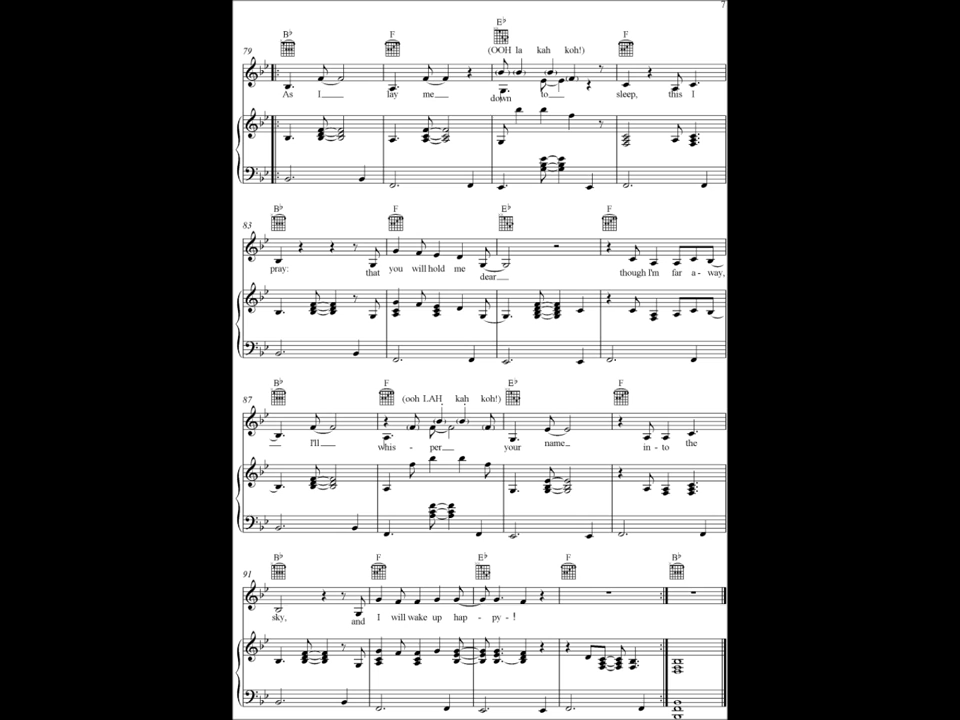 7
B♭ F E♭ F
(OOH la kah koh!)
79
As I lay me down to sleep, this I
B♭ F E♭ F
83
pray: that you will hold me dear though I'm far a - way,
B♭ F E♭ F
(ooh LAH kah koh!)
87
I'll whis - per your name in - to the
B♭ F E♭ F B♭
91
sky, and I will wake up hap - py - !